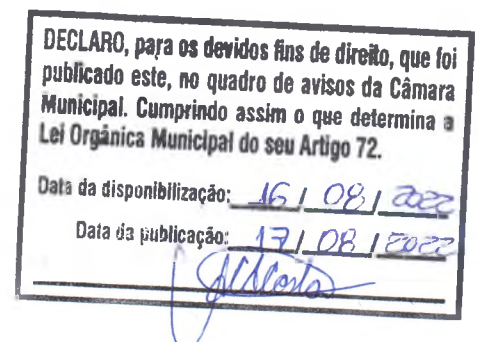 DECLARO, para os devidos fins de direito, que foi
publicado este, no quadro de avisos da Câmara
Municipal. Cumprindo assim o que determina a
Lei Orgânica Municipal do seu Artigo 72.
Data da disponibilização: 16 / 08 / 2022
Data da publicação: 17 / 08 / 2022